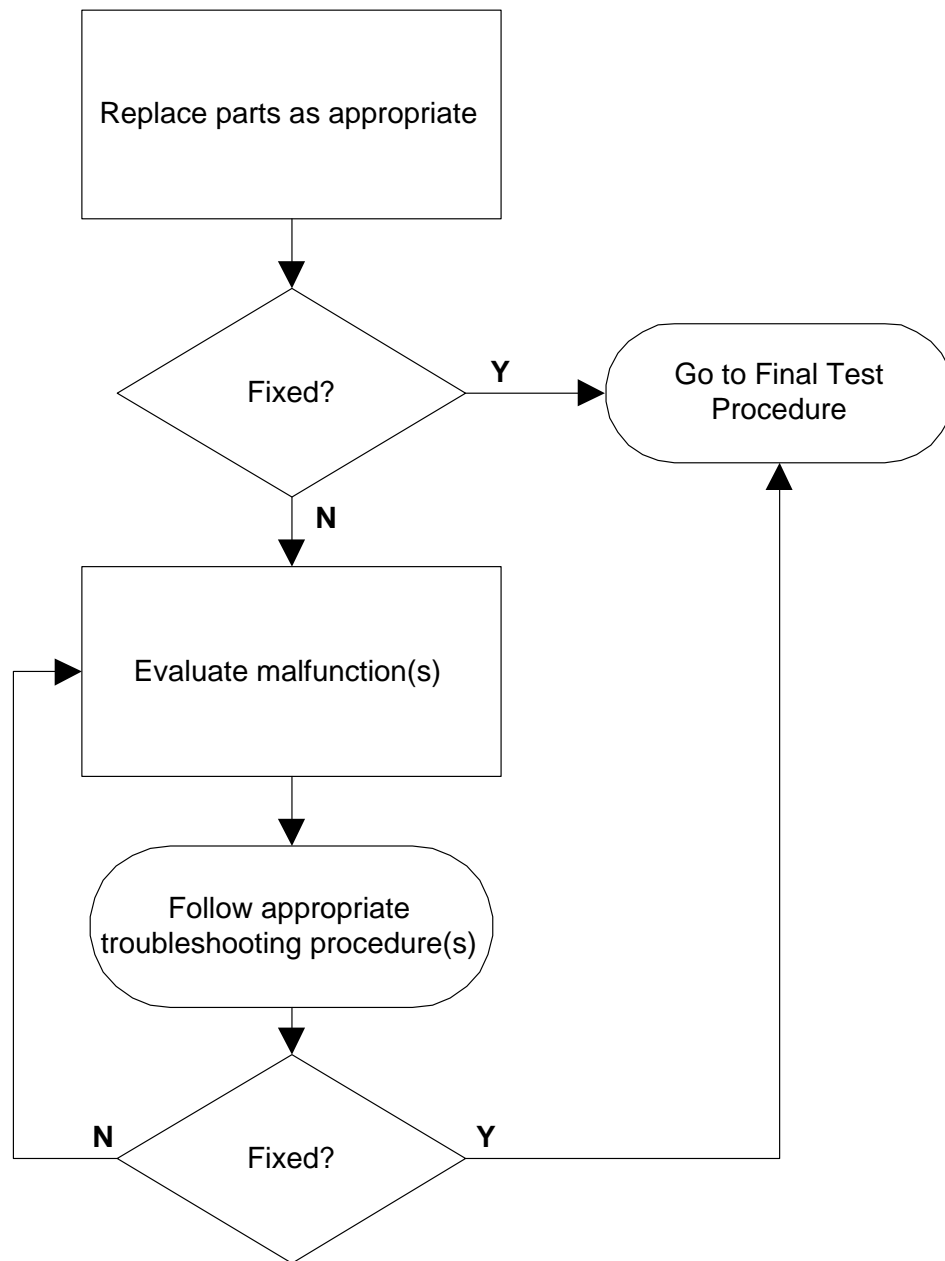 Replace parts as appropriate
Fixed?
Y
Go to Final Test
Procedure
N
Evaluate malfunction(s)
Follow appropriate
troubleshooting procedure(s)
N
Fixed?
Y